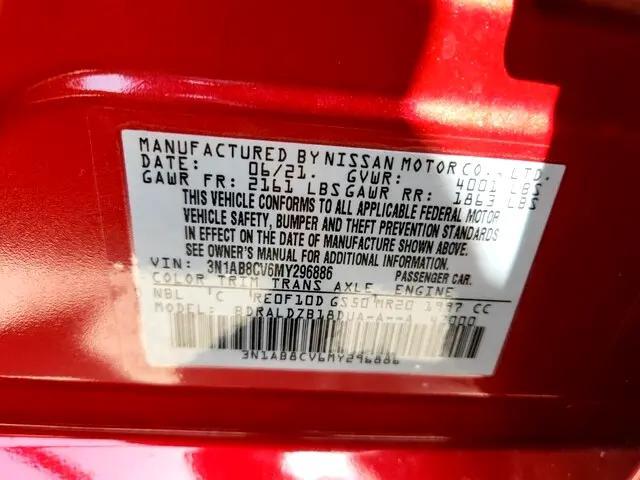 MANUFACTURED BY NISSAN MOTOR CO., LTD.
DATE: 06/21. GVWR: 4001 LBS
GAWR FR: 2161 LBS GAWR RR: 1863 LBS
THIS VEHICLE CONFORMS TO ALL APPLICABLE FEDERAL MOTOR
VEHICLE SAFETY, BUMPER AND THEFT PREVENTION STANDARDS
IN EFFECT ON THE DATE OF MANUFACTURE SHOWN ABOVE.
SEE OWNER'S MANUAL FOR ADDITIONAL INFORMATION.
VIN: 3N1AB8CV6MY296886 PASSENGER CAR.
COLOR TRIM TRANS AXLE ENGINE
NBL 'C 'RE0F10D GS50 MR20 1997 CC
MODEL: BDRALDZB18DUA-A--A
3N1AB8CV6MY296886